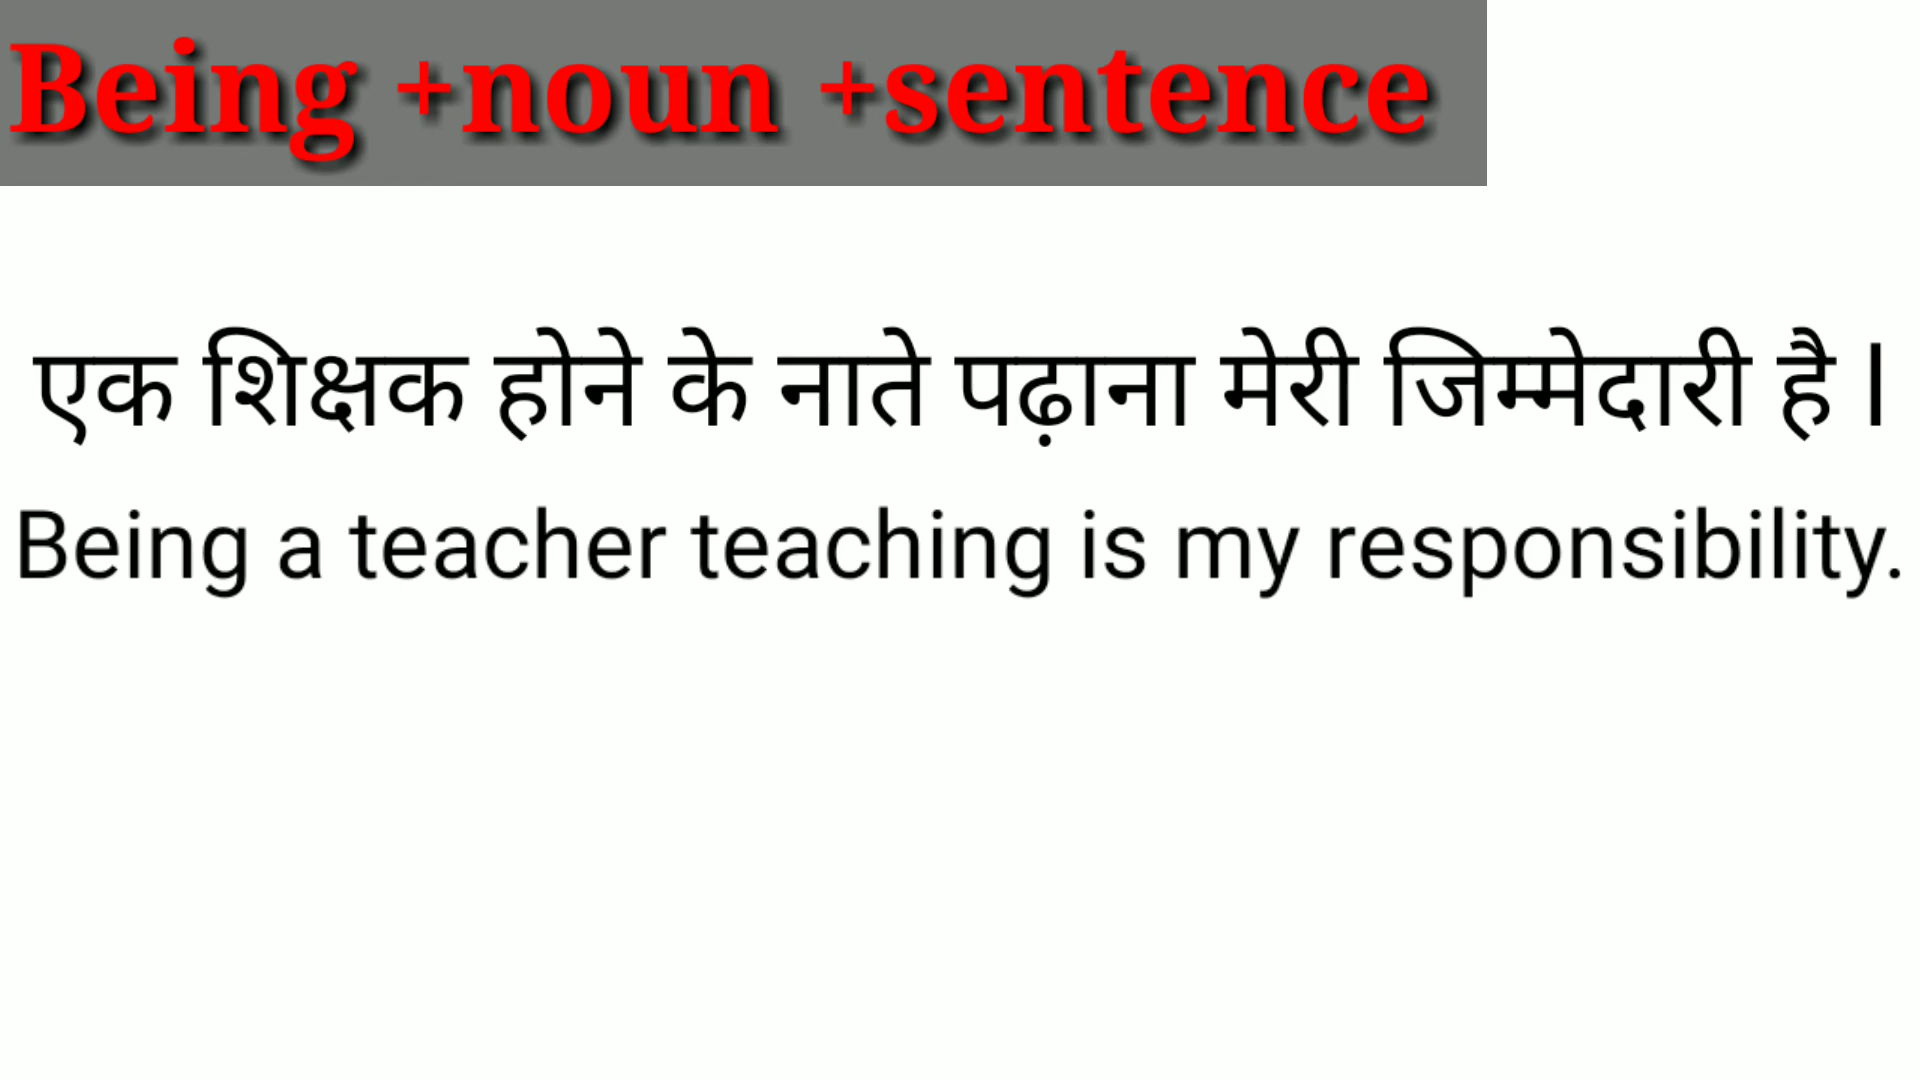 Being +noun +sentence
एक शिक्षक होने के नाते पढ़ाना मेरी जिम्मेदारी है l
Being a teacher teaching is my responsibility.